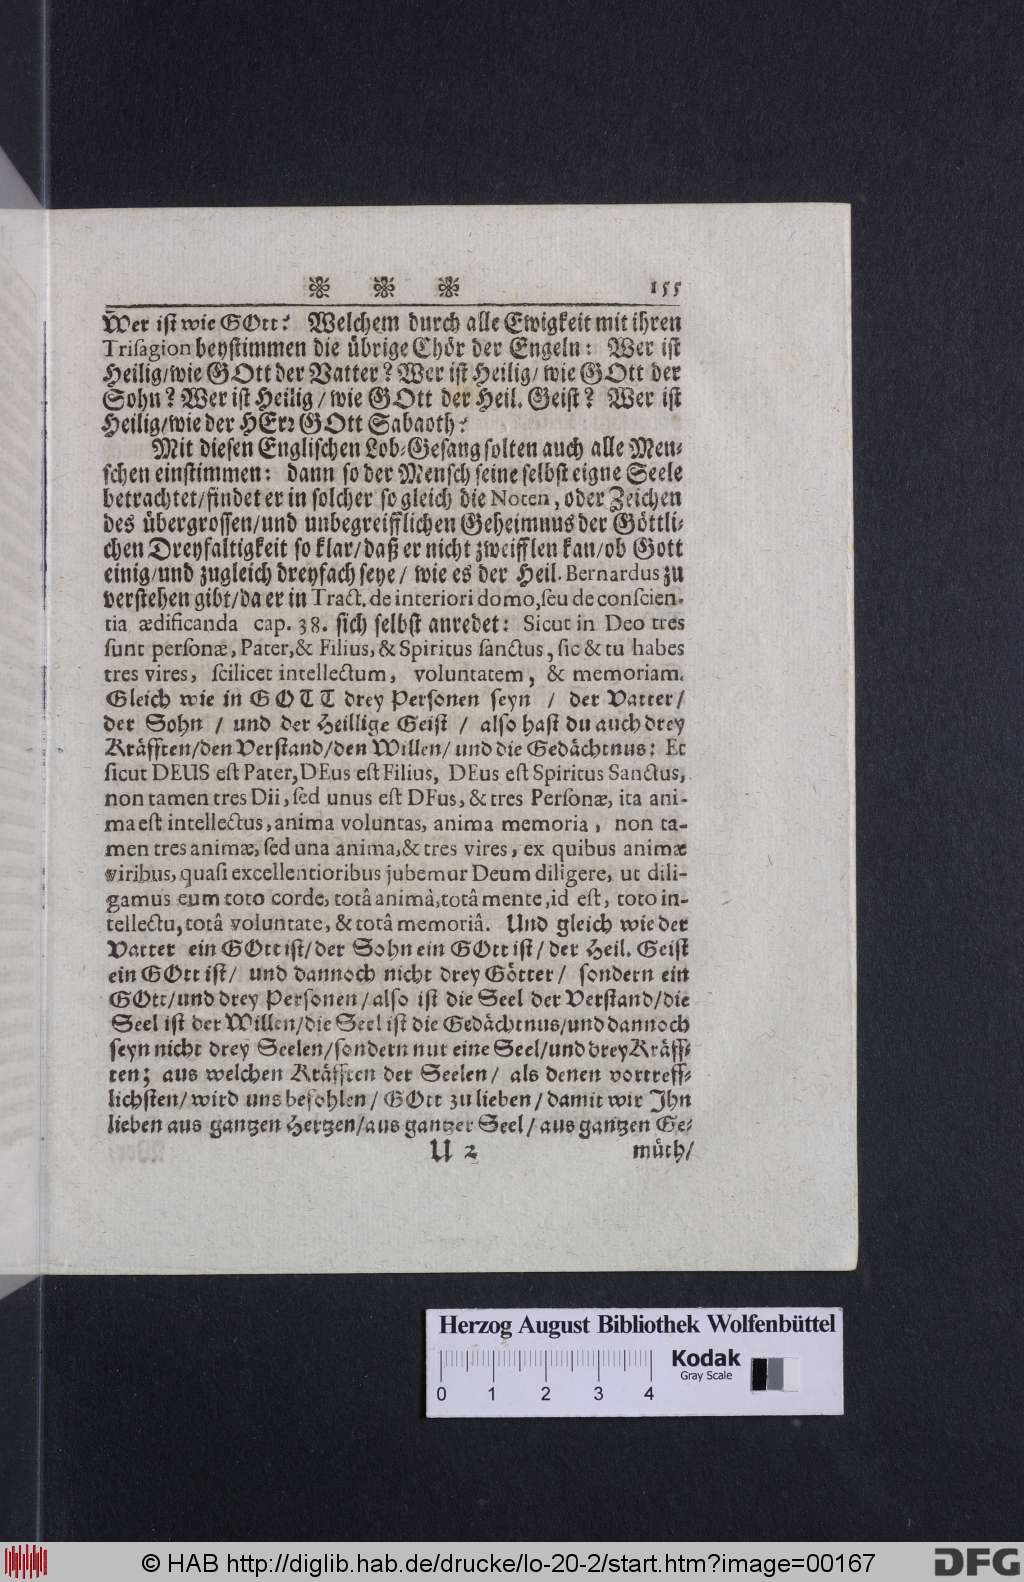 ❋ ❋ ❋ 155
Wer ist wie GOtt? Welchem durch alle Ewigkeit mit ihren
Triſagion beyſtimmen die übrige Chör der Engeln: Wer iſt
Heilig/wie GOtt der Vatter? Wer iſt Heilig/ wie GOtt der
Sohn? Wer iſt Heilig / wie GOtt der Heil. Geiſt? Wer iſt
Heilig/wie der HErꝛ GOtt Sabaoth?
Mit dieſen Engliſchen Lob-Geſang ſolten auch alle Men-
ſchen einſtimmen: dann ſo der Menſch ſeine ſelbſt eigne Seele
betrachtet/findet er in ſolcher ſo gleich die Noten, oder Zeichen
des übergroſſen/und unbegreifflichen Geheimnus der Göttli-
chen Dreyfaltigkeit ſo klar/daß er nicht zweifflen kan/ob Gott
einig/und zugleich dreyfach ſeye/ wie es der Heil. Bernardus zu
verſtehen gibt/da er in Tract. de interiori domo,ſeu de conſcien-
tia ædificanda cap. 38. ſich ſelbſt anredet: Sicut in Deo tres
ſunt perſonæ, Pater,& Filius, & Spiritus ſanctus, ſic & tu habes
tres vires, ſcilicet intellectum, voluntatem, & memoriam.
Gleich wie in GOTT drey Perſonen ſeyn / der Vatter/
der Sohn / und der Heillige Geiſt / alſo haſt du auch drey
Kräfften/den Verſtand/den Willen/ und die Gedächtnus: Et
ſicut DEUS eſt Pater,DEus eſt Filius, DEus eſt Spiritus Sanctus,
non tamen tres Dii, ſed unus eſt DFus, & tres Perſonæ, ita ani-
ma eſt intellectus, anima voluntas, anima memoria, non ta-
men tres animæ, ſed una anima,& tres vires, ex quibus animæ
viribus, quaſi excellentioribus jubemur Deum diligere, ut dili-
gamus eum toto corde, totâ animà,totâ mente,id eſt, toto in-
tellectu, totâ voluntate, & totâ memoriâ. Und gleich wie der
Vatter ein GOtt iſt/ der Sohn ein GOtt iſt/ der Heil. Geiſt
ein GOtt iſt/ und dannoch nicht drey Götter/ ſondern ein
GOtt/und drey Perſonen/alſo iſt die Seel der Verſtand/die
Seel iſt der Willen/die Seel iſt die Gedächtnus/und dannoch
ſeyn nicht drey Seelen/ſondern nur eine Seel/und drey Kräff-
ten; aus welchen Kräfften der Seelen/ als denen vortreff-
lichſten/ wird uns befohlen/ GOtt zu lieben/ damit wir Jhn
lieben aus gantzen Hertzen/aus gantzer Seel/ aus gantzen Ge-
U 2 müth/
Herzog August Bibliothek Wolfenbüttel
Kodak
Gray Scale
0 1 2 3 4
© HAB http://diglib.hab.de/drucke/lo-20-2/start.htm?image=00167
DFG